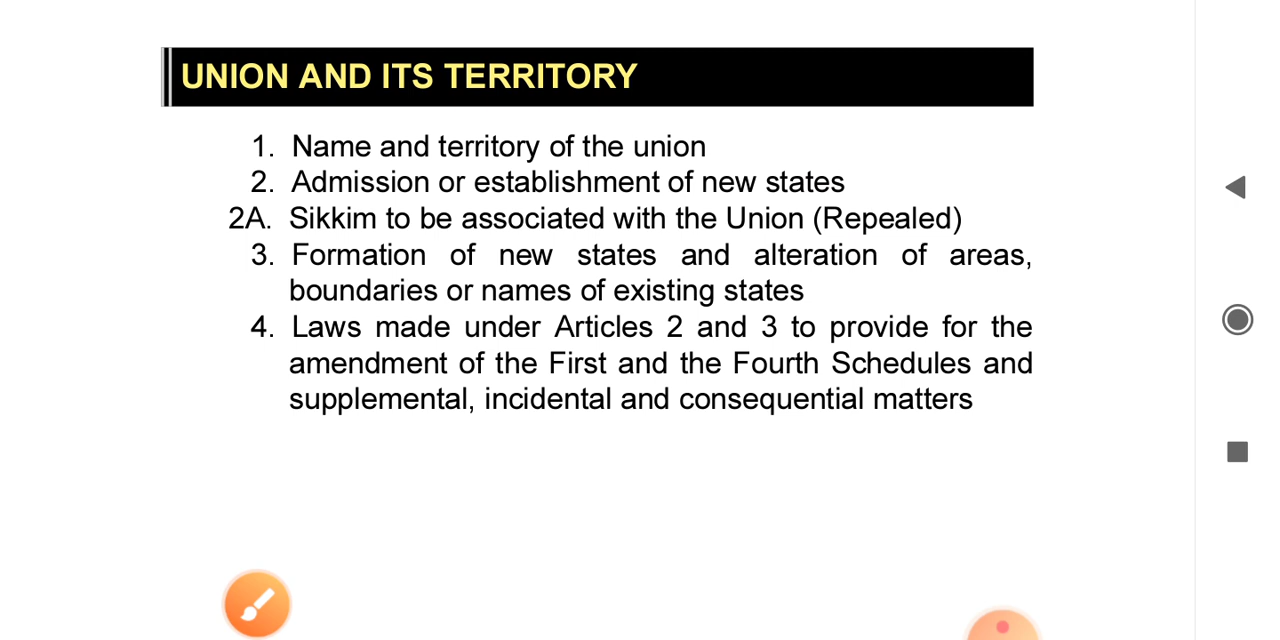 UNION AND ITS TERRITORY
1. Name and territory of the union
2. Admission or establishment of new states
2A. Sikkim to be associated with the Union (Repealed)
3. Formation of new states and alteration of areas,
boundaries or names of existing states
4. Laws made under Articles 2 and 3 to provide for the
amendment of the First and the Fourth Schedules and
supplemental, incidental and consequential matters